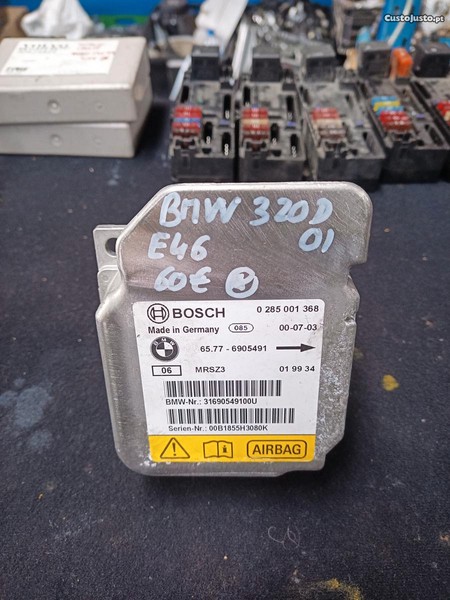 CustoJusto.pt
BMW 320D
E46 01
60€ 2
BOSCH 0 285 001 368
Made in Germany 085 00-07-03
65.77 - 6905491
06 MRSZ3 01 99 34
BMW-Nr.: 31690549100U
Serien-Nr.: 00B1855H3080K
AIRBAG